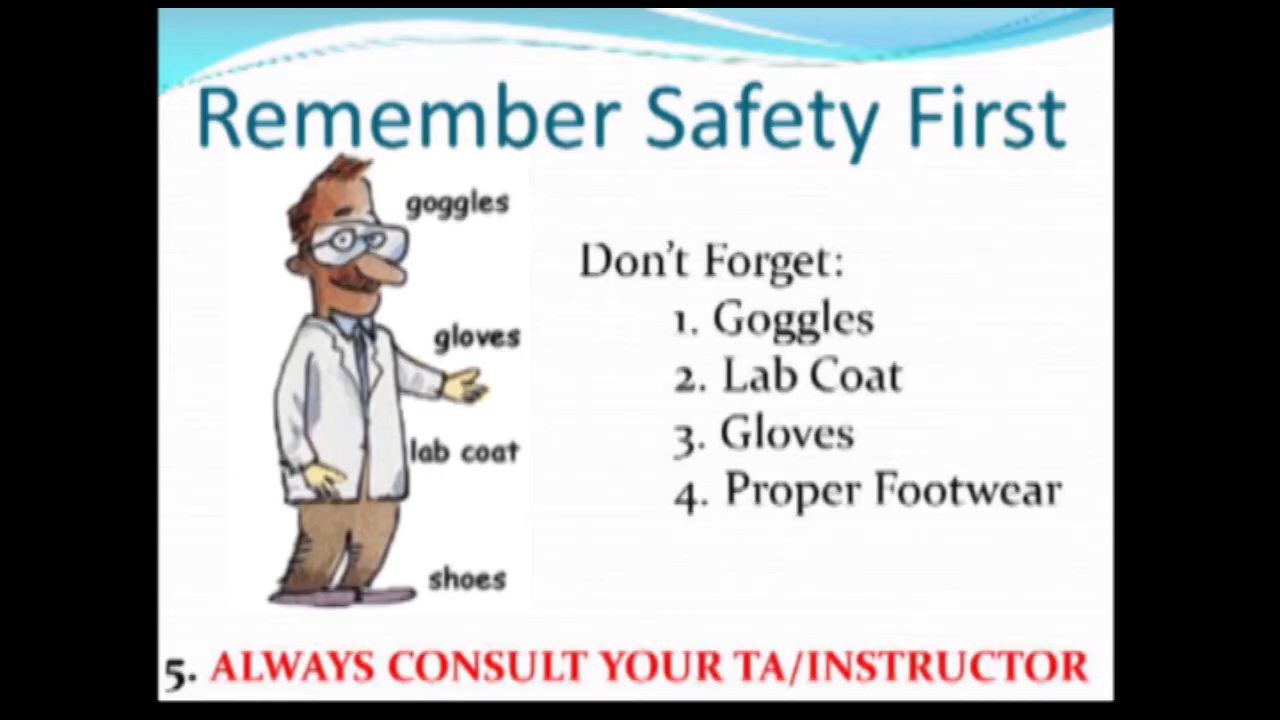 Remember Safety First
goggles
gloves
lab coat
shoes
Don't Forget:
1. Goggles
2. Lab Coat
3. Gloves
4. Proper Footwear
5. ALWAYS CONSULT YOUR TA/INSTRUCTOR